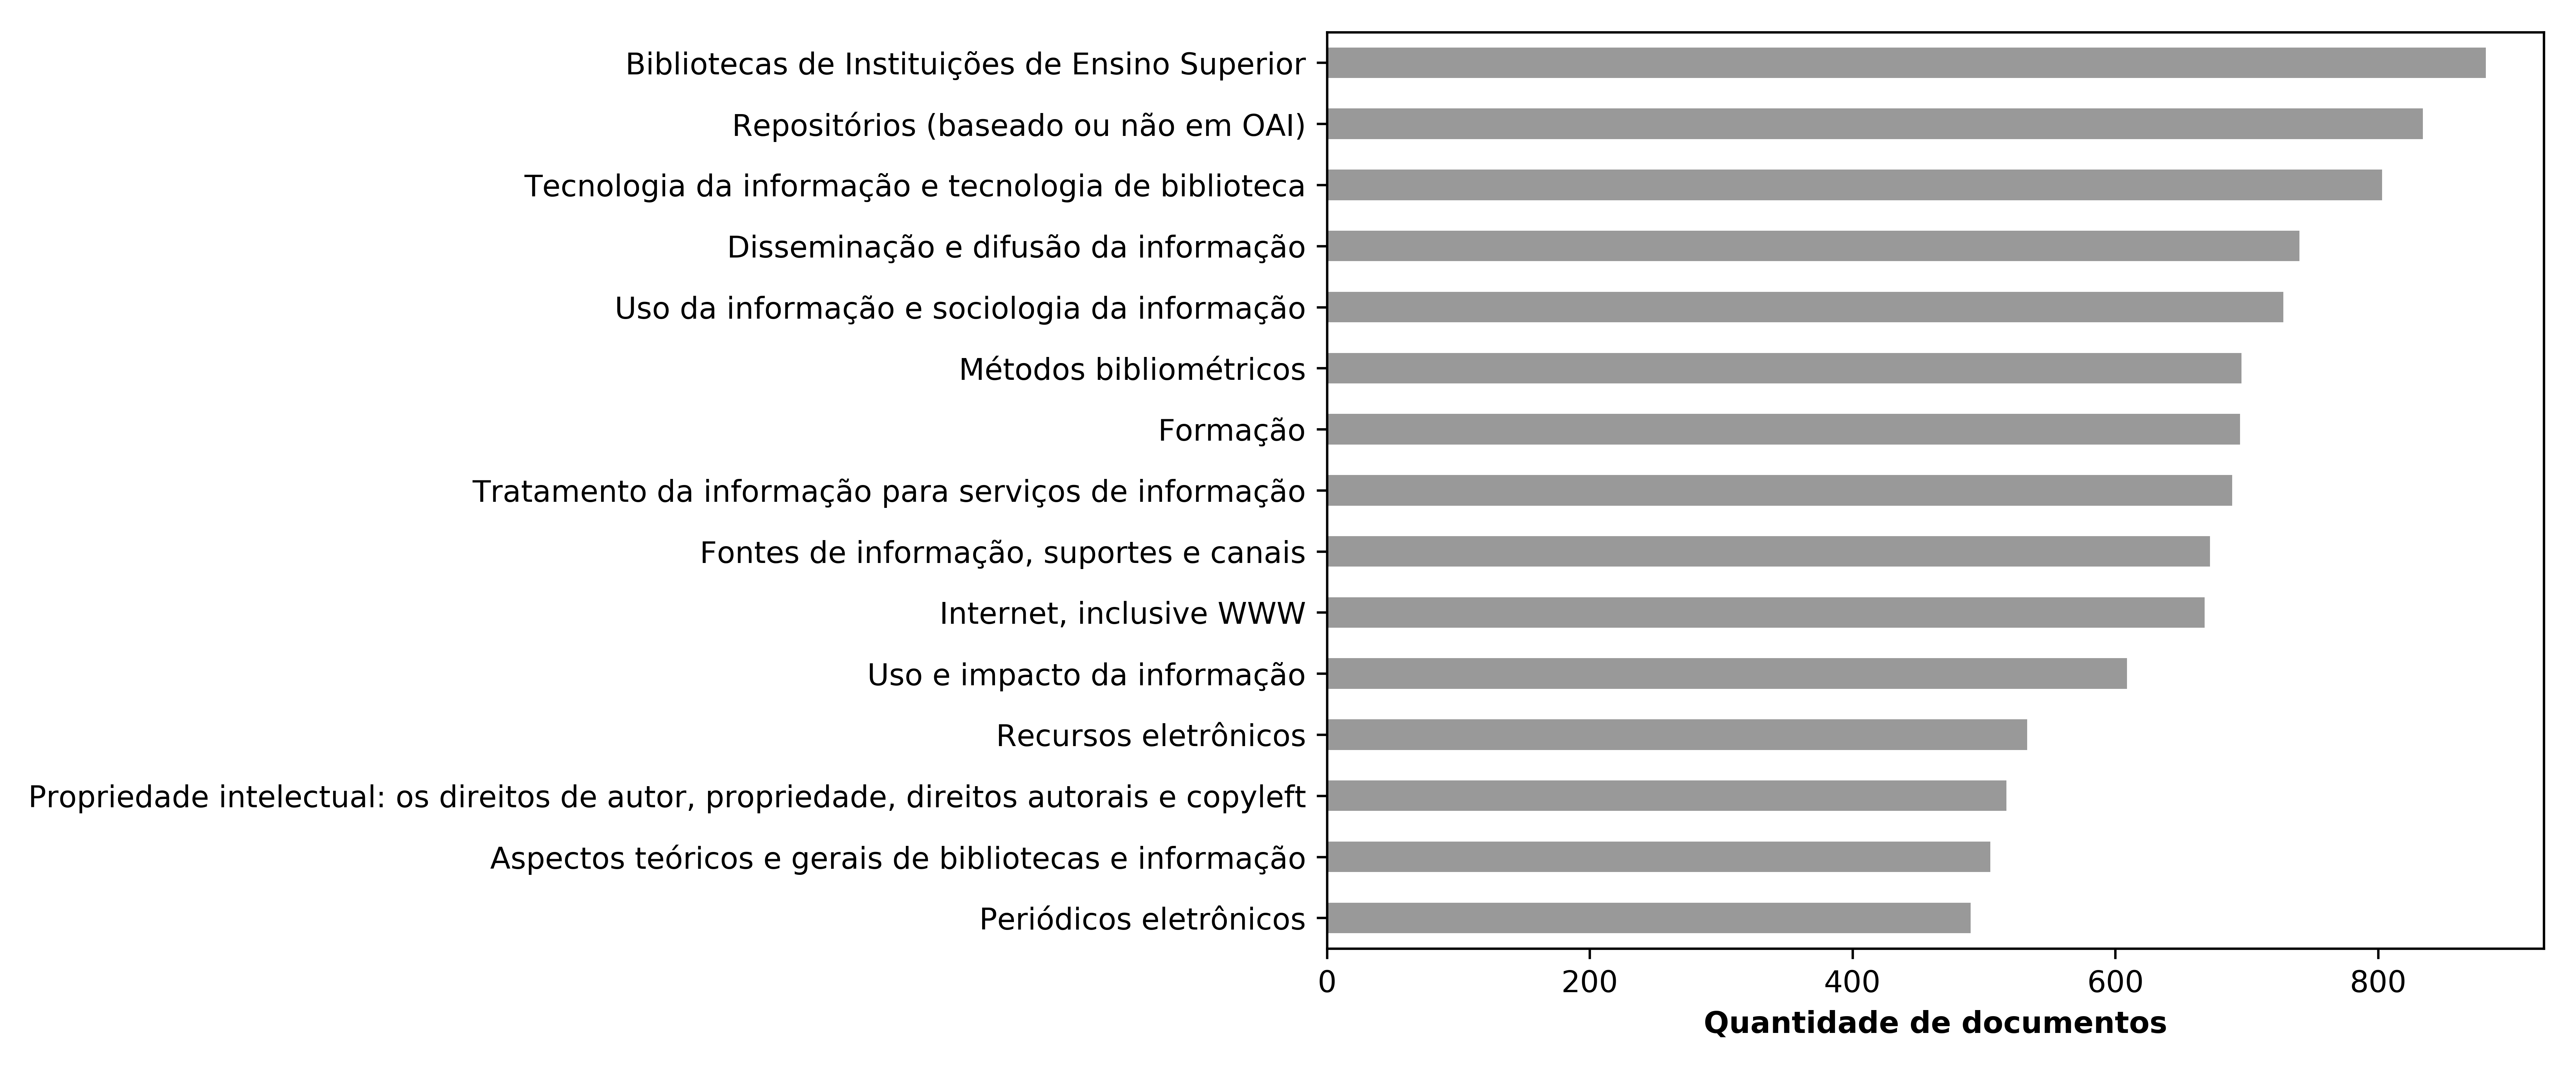 Bibliotecas de Instituições de Ensino Superior
Repositórios (baseado ou não em OAI)
Tecnologia da informação e tecnologia de biblioteca
Disseminação e difusão da informação
Uso da informação e sociologia da informação
Métodos bibliométricos
Formação
Tratamento da informação para serviços de informação
Fontes de informação, suportes e canais
Internet, inclusive WWW
Uso e impacto da informação
Recursos eletrônicos
Propriedade intelectual: os direitos de autor, propriedade, direitos autorais e copyleft
Aspectos teóricos e gerais de bibliotecas e informação
Periódicos eletrônicos
0 200 400 600 800
Quantidade de documentos